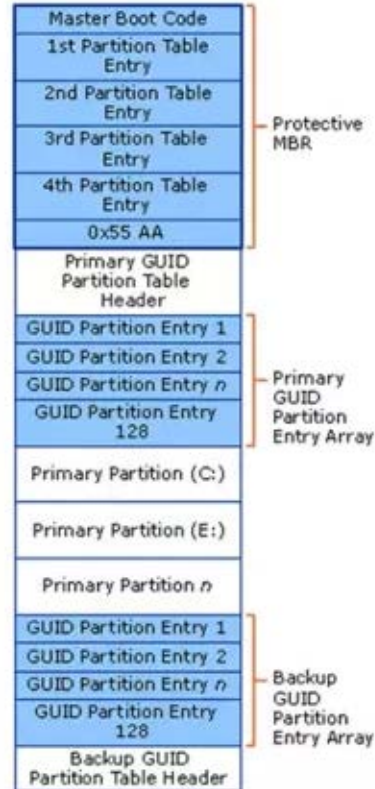 Master Boot Code
1st Partition Table
Entry
2nd Partition Table
Entry
3rd Partition Table
Entry
4th Partition Table
Entry
0x55 AA
Protective
MBR
Primary GUID
Partition Table
Header
GUID Partition Entry 1
GUID Partition Entry 2
GUID Partition Entry n
GUID Partition Entry
128
Primary
GUID
Partition
Entry Array
Primary Partition (C:)
Primary Partition (E:)
Primary Partition n
GUID Partition Entry 1
GUID Partition Entry 2
GUID Partition Entry n
GUID Partition Entry
128
Backup
GUID
Partition
Entry Array
Backup GUID
Partition Table Header